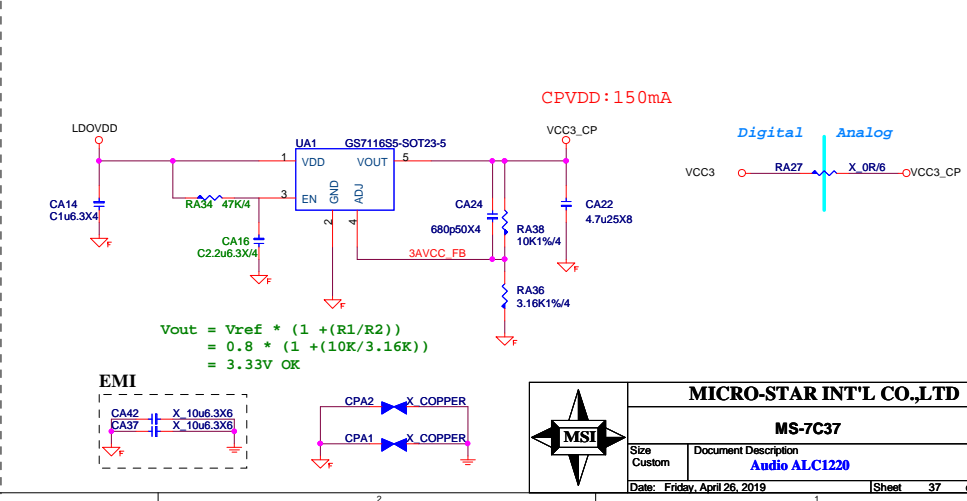 CPVDD:150mA
LDOVDD
UA1 GS7116S5-SOT23-5
VCC3_CP
Digital Analog
1 VDD VOUT 5
VCC3 RA27 X_0R/6 VCC3_CP
3 EN GND ADJ
2 4
CA14
C1u6.3X4
RA34 47K/4
CA24
680p50X4
CA22
4.7u25X8
RA38
10K1%/4
CA16
C2.2u6.3X/4
3AVCC_FB
F
F
F
F
F
RA36
3.16K1%/4
Vout = Vref * (1 +(R1/R2))
= 0.8 * (1 +(10K/3.16K))
= 3.33V OK
EMI
CA42 X_10u6.3X6
CA37 X_10u6.3X6
F
CPA2 X_COPPER
CPA1 X_COPPER
F
MSI
MICRO-STAR INT'L CO.,LTD
MS-7C37
Size
Custom
Document Description
Audio ALC1220
Date: Friday, April 26, 2019 Sheet 37
2 1